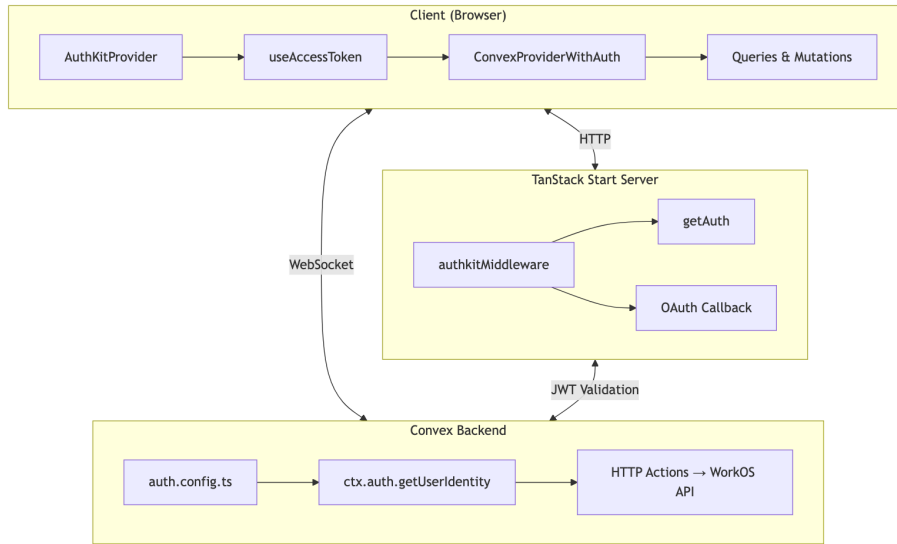 Client (Browser)
AuthKitProvider
useAccessToken
ConvexProviderWithAuth
Queries & Mutations
HTTP
TanStack Start Server
getAuth
authkitMiddleware
WebSocket
OAuth Callback
JWT Validation
Convex Backend
auth.config.ts
ctx.auth.getUserIdentity
HTTP Actions → WorkOS
API